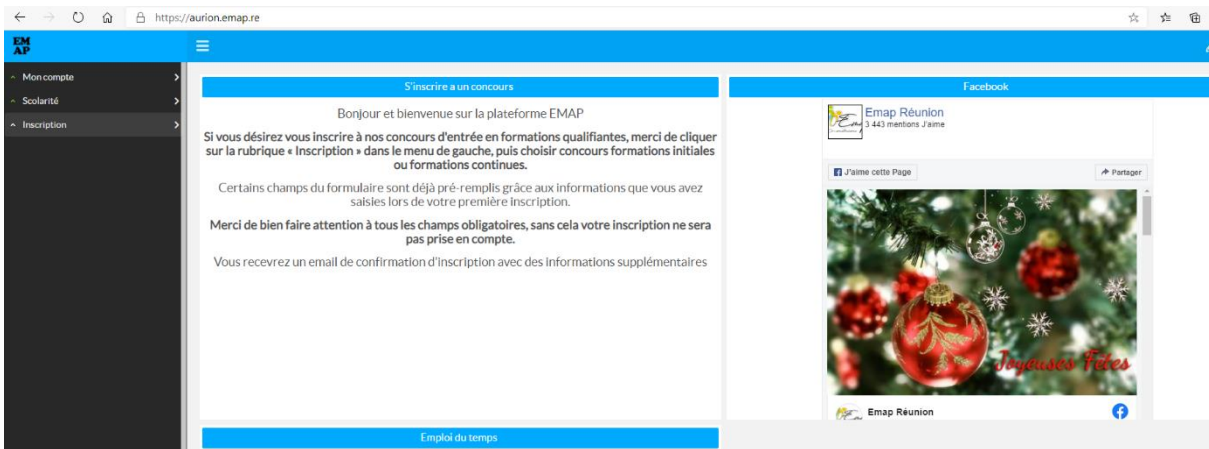 https://aurion.emap.re
EM
AP
Mon compte
Scolarité
Inscription
S'inscrire a un concours
Bonjour et bienvenue sur la plateforme EMAP
Si vous désirez vous inscrire à nos concours d'entrée en formations qualifiantes, merci de cliquer
sur la rubrique « Inscription » dans le menu de gauche, puis choisir concours formations initiales
ou formations continues.
Certains champs du formulaire sont déjà pré-remplis grâce aux informations que vous avez
saisies lors de votre première inscription.
Merci de bien faire attention à tous les champs obligatoires, sans cela votre inscription ne sera
pas prise en compte.
Vous recevrez un email de confirmation d'inscription avec des informations supplémentaires
Facebook
Emap Réunion
3 443 mentions J'aime
J'aime cette Page
Partager
Joyeuses Fêtes
Emap Réunion
Emploi du temps